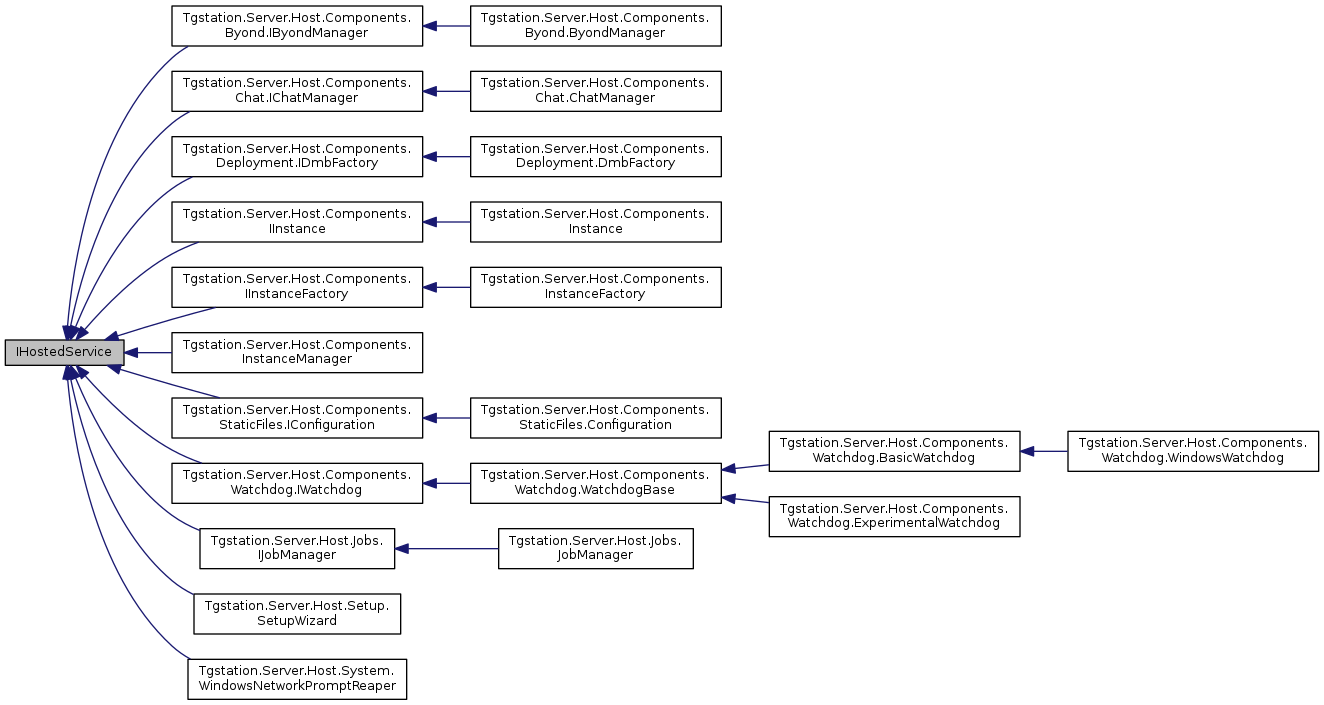 Tgstation.Server.Host.Components.
Byond.IByondManager
Tgstation.Server.Host.Components.
Byond.ByondManager
Tgstation.Server.Host.Components.
Chat.IChatManager
Tgstation.Server.Host.Components.
Chat.ChatManager
Tgstation.Server.Host.Components.
Deployment.IDmbFactory
Tgstation.Server.Host.Components.
Deployment.DmbFactory
Tgstation.Server.Host.Components.
IInstance
Tgstation.Server.Host.Components.
Instance
Tgstation.Server.Host.Components.
IInstanceFactory
Tgstation.Server.Host.Components.
InstanceFactory
IHostedService
Tgstation.Server.Host.Components.
InstanceManager
Tgstation.Server.Host.Components.
StaticFiles.IConfiguration
Tgstation.Server.Host.Components.
StaticFiles.Configuration
Tgstation.Server.Host.Components.
Watchdog.IWatchdog
Tgstation.Server.Host.Components.
Watchdog.WatchdogBase
Tgstation.Server.Host.Components.
Watchdog.BasicWatchdog
Tgstation.Server.Host.Components.
Watchdog.WindowsWatchdog
Tgstation.Server.Host.Components.
Watchdog.ExperimentalWatchdog
Tgstation.Server.Host.Jobs.
IJobManager
Tgstation.Server.Host.Jobs.
JobManager
Tgstation.Server.Host.Setup.
SetupWizard
Tgstation.Server.Host.System.
WindowsNetworkPromptReaper